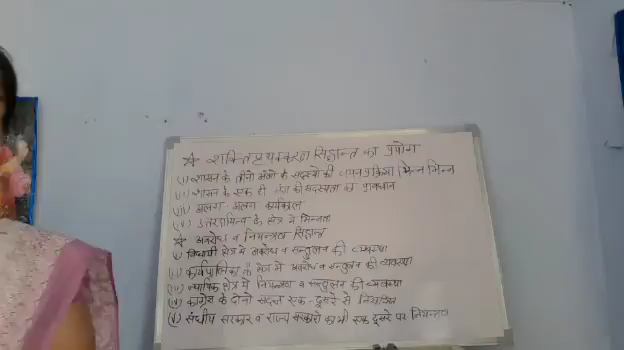 ☆ शक्ति पृथक्करण सिद्धान्त का प्रयोग
(i) शासन के तीनो अंगो के सदस्यो की चयन प्रक्रिया भिन्न भिन्न
(ii) शासन के एक ही अंग की सदस्यता का प्रावधान
(iii) अलग-अलग कार्यकाल
(iv) उत्तरदायित्व के क्षेत्र मे भिन्नता
☆ अवरोध व नियन्त्रण सिद्धान्त
(i) विधायी क्षेत्र मे अवरोध व सन्तुलन की व्यवस्था
(ii) कार्यपालिका के क्षेत्र मे अवरोध व सन्तुलन की व्यवस्था
(iii) न्यायिक क्षेत्र मे नियन्त्रण व सन्तुलन की व्यवस्था
(iv) कांग्रेस के दोनो सदन एक-दूसरे से नियंत्रित
(v) संघीय सरकार व राज्य सरकारो का भी एक दूसरे पर नियन्त्रण